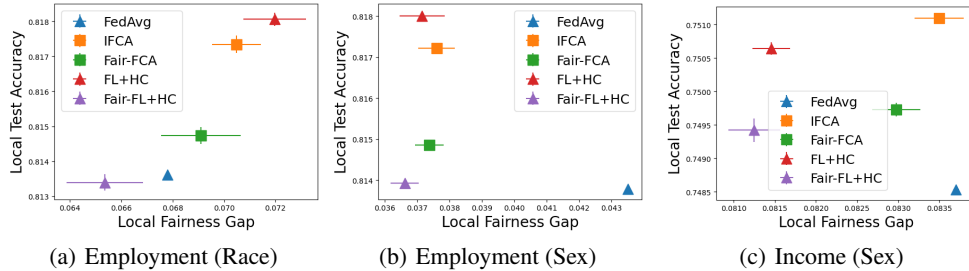 Local Test Accuracy
0.818
0.817
0.816
0.815
0.814
0.813
FedAvg
IFCA
Fair-FCA
FL+HC
Fair-FL+HC
0.064
0.066
0.068
0.070
0.072
Local Fairness Gap
(a) Employment (Race)
Local Test Accuracy
0.818
0.817
0.816
0.815
0.814
FedAvg
IFCA
Fair-FCA
FL+HC
Fair-FL+HC
0.036
0.037
0.038
0.039
0.040
0.041
0.042
0.043
Local Fairness Gap
(b) Employment (Sex)
Local Test Accuracy
0.7510
0.7505
0.7500
0.7495
0.7490
0.7485
FedAvg
IFCA
Fair-FCA
FL+HC
Fair-FL+HC
0.0810
0.0815
0.0820
0.0825
0.0830
0.0835
Local Fairness Gap
(c) Income (Sex)